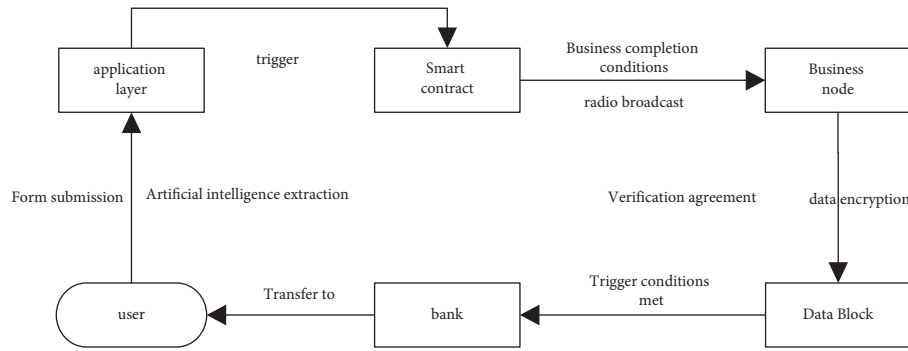 application
layer
trigger
Smart
contract
Business completion
conditions
radio broadcast
Business
node
Form submission
Artificial intelligence extraction
Verification agreement
data encryption
user
Transfer to
bank
Trigger conditions
met
Data Block